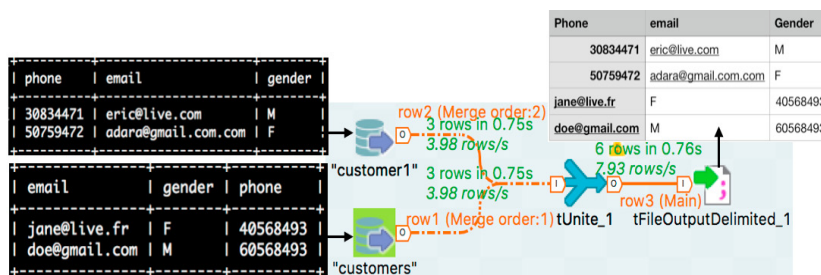 Phone email Gender
30834471 eric@live.com M
50759472 adara@gmail.com.com F
jane@live.fr F 40568493
doe@gmail.com M 60568493
| phone | email | gender |
| 30834471 | eric@live.com | M |
| 50759472 | adara@gmail.com.com | F |
row2 (Merge order:2)
3 rows in 0.75s
3.98 rows/s
"customer1"
| email | gender | phone |
| jane@live.fr | F | 40568493 |
| doe@gmail.com | M | 60568493 |
3 rows in 0.75s
3.98 rows/s
row1 (Merge order:1)
"customers"
tUnite_1
6 rows in 0.76s
7.93 rows/s
row3 (Main)
tFileOutputDelimited_1
O
O
I
O
I